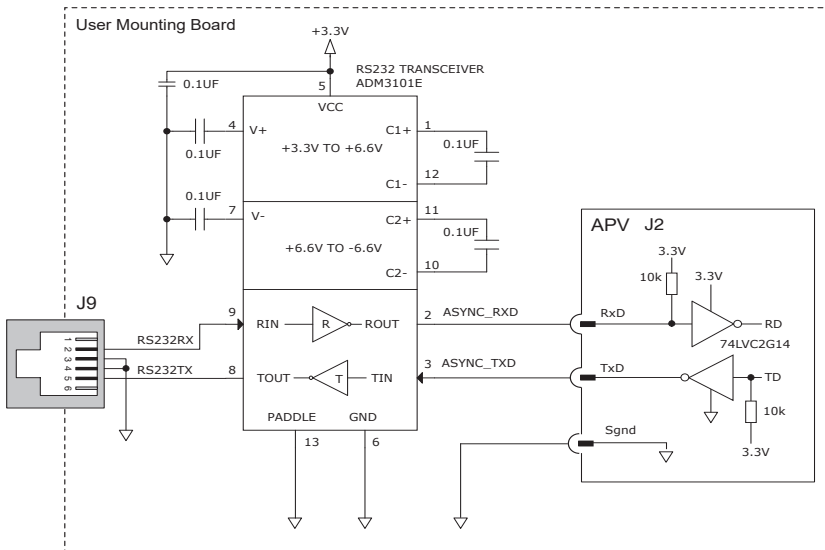 User Mounting Board
+3.3V
RS232 TRANSCEIVER
ADM3101E
0.1UF
5
VCC
4
V+
C1+
1
+3.3V TO +6.6V
0.1UF
0.1UF
C1-
12
0.1UF
7
V-
C2+
11
+6.6V TO -6.6V
0.1UF
C2-
10
APV J2
3.3V
10k
3.3V
J9
9
RIN
R
ROUT
2
ASYNC_RXD
RxD
RD
74LVC2G14
1
2
3
4
5
6
RS232RX
RS232TX
8
TOUT
T
TIN
3
ASYNC_TXD
TxD
TD
10k
3.3V
PADDLE
GND
13
6
Sgnd